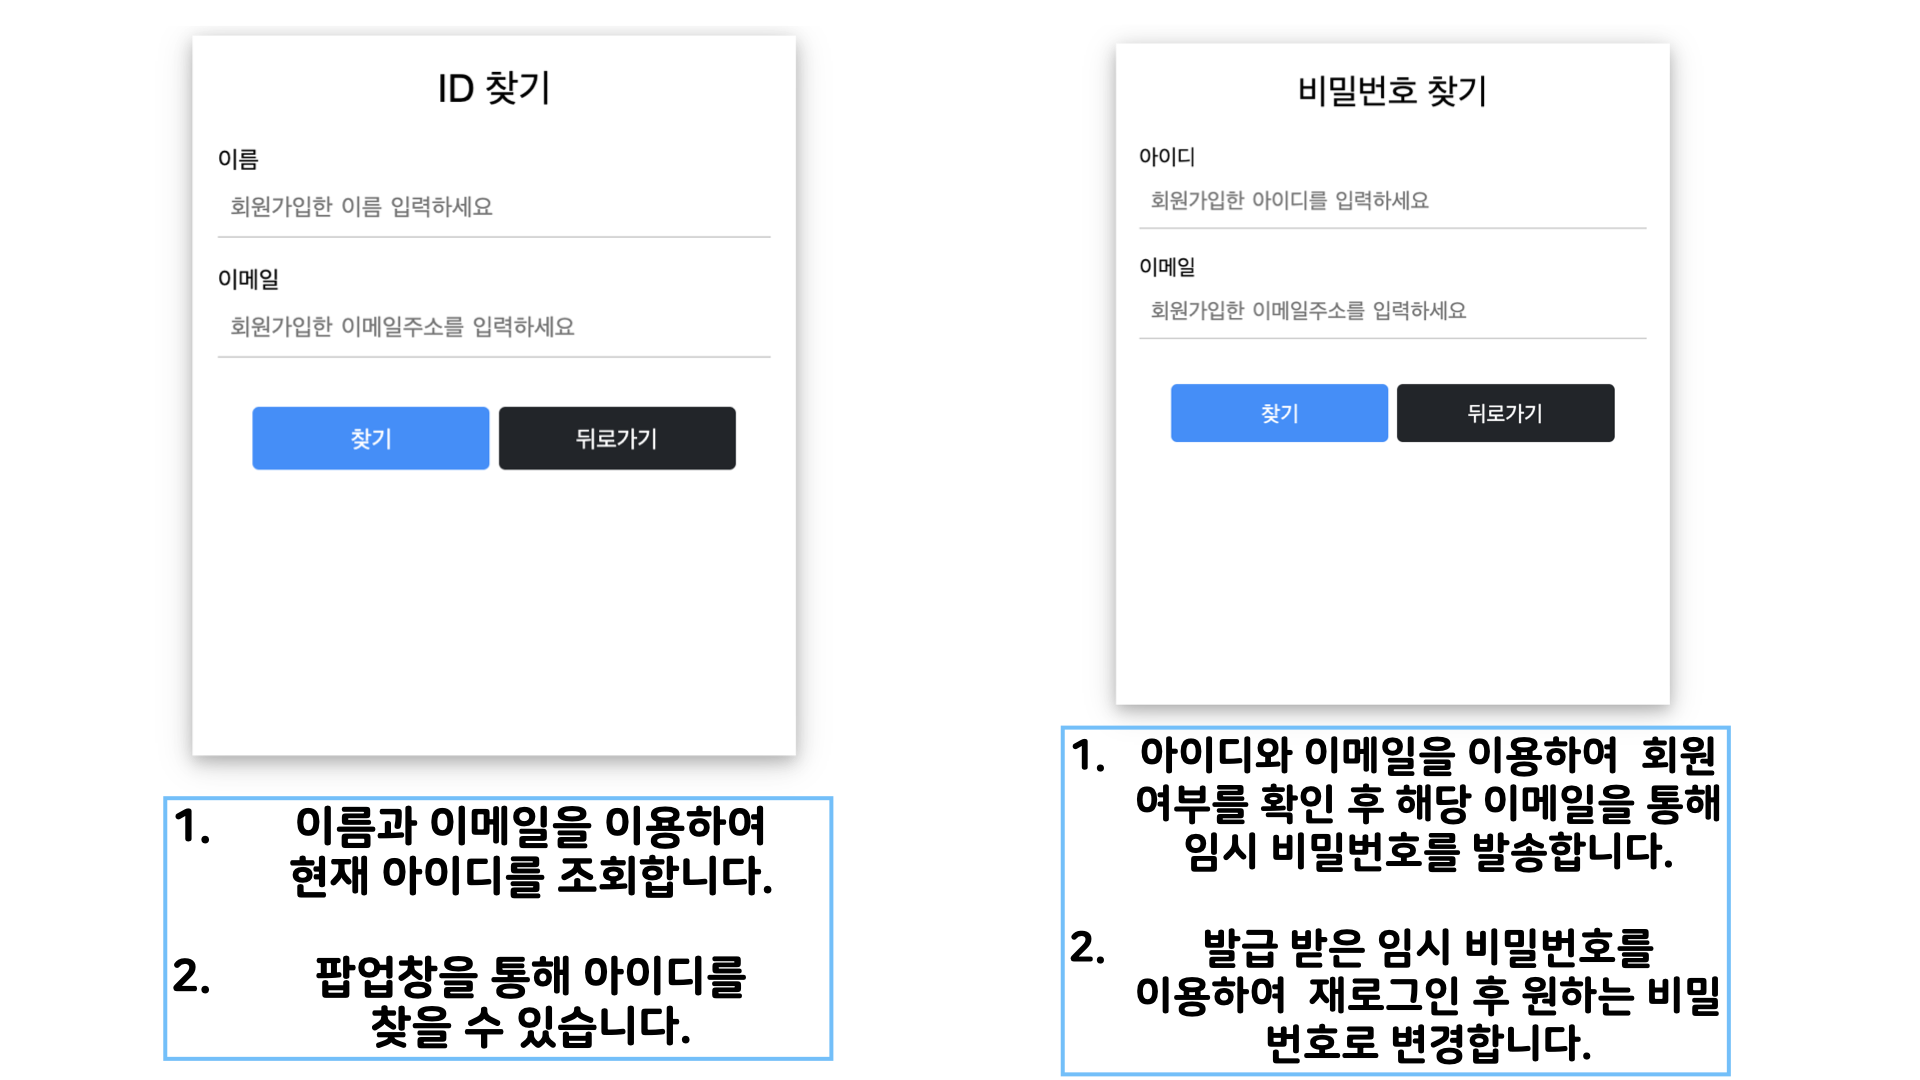 ID 찾기
이름
회원가입한 이름 입력하세요
이메일
회원가입한 이메일주소를 입력하세요
찾기 뒤로가기
1. 이름과 이메일을 이용하여
현재 아이디를 조회합니다.
2. 팝업창을 통해 아이디를
찾을 수 있습니다.
비밀번호 찾기
아이디
회원가입한 아이디를 입력하세요
이메일
회원가입한 이메일주소를 입력하세요
찾기 뒤로가기
1. 아이디와 이메일을 이용하여 회원
여부를 확인 후 해당 이메일을 통해
임시 비밀번호를 발송합니다.
2. 발급 받은 임시 비밀번호를
이용하여 재로그인 후 원하는 비밀
번호로 변경합니다.